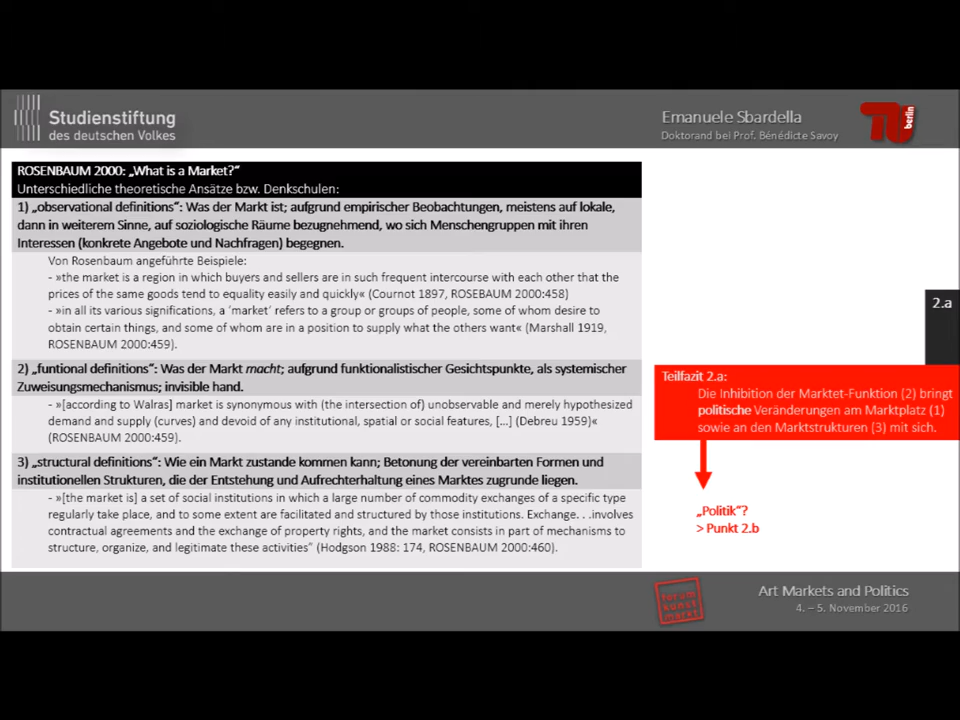 Studienstiftung
des deutschen Volkes
Emanuele Sbardella
Doktorand bei Prof. Bénédicte Savoy
TU berlin
ROSENBAUM 2000: „What is a Market?“
Unterschiedliche theoretische Ansätze bzw. Denkschulen:
1) „observational definitions“: Was der Markt ist; aufgrund empirischer Beobachtungen, meistens auf lokale,
dann in weiterem Sinne, auf soziologische Räume bezugnehmend, wo sich Menschengruppen mit ihren
Interessen (konkrete Angebote und Nachfragen) begegnen.
Von Rosenbaum angeführte Beispiele:
- »the market is a region in which buyers and sellers are in such frequent intercourse with each other that the
prices of the same goods tend to equality easily and quickly« (Cournot 1897, ROSEBAUM 2000:458)
- »in all its various significations, a ‘market’ refers to a group or groups of people, some of whom desire to
obtain certain things, and some of whom are in a position to supply what the others want« (Marshall 1919,
ROSENBAUM 2000:459).
2) „funtional definitions“: Was der Markt macht; aufgrund funktionalistischer Gesichtspunkte, als systemischer
Zuweisungsmechanismus; invisible hand.
- »[according to Walras] market is synonymous with (the intersection of) unobservable and merely hypothesized
demand and supply (curves) and devoid of any institutional, spatial or social features, [...] (Debreu 1959)«
(ROSENBAUM 2000:459).
3) „structural definitions“: Wie ein Markt zustande kommen kann; Betonung der vereinbarten Formen und
institutionellen Strukturen, die der Entstehung und Aufrechterhaltung eines Marktes zugrunde liegen.
- »[the market is] a set of social institutions in which a large number of commodity exchanges of a specific type
regularly take place, and to some extent are facilitated and structured by those institutions. Exchange. . .involves
contractual agreements and the exchange of property rights, and the market consists in part of mechanisms to
structure, organize, and legitimate these activities” (Hodgson 1988: 174, ROSENBAUM 2000:460).
2.a
Teilfazit 2.a:
Die Inhibition der Marktet-Funktion (2) bringt
politische Veränderungen am Marktplatz (1)
sowie an den Marktstrukturen (3) mit sich.
„Politik“?
> Punkt 2.b
forum
kunst
markt
Art Markets and Politics
4. – 5. November 2016